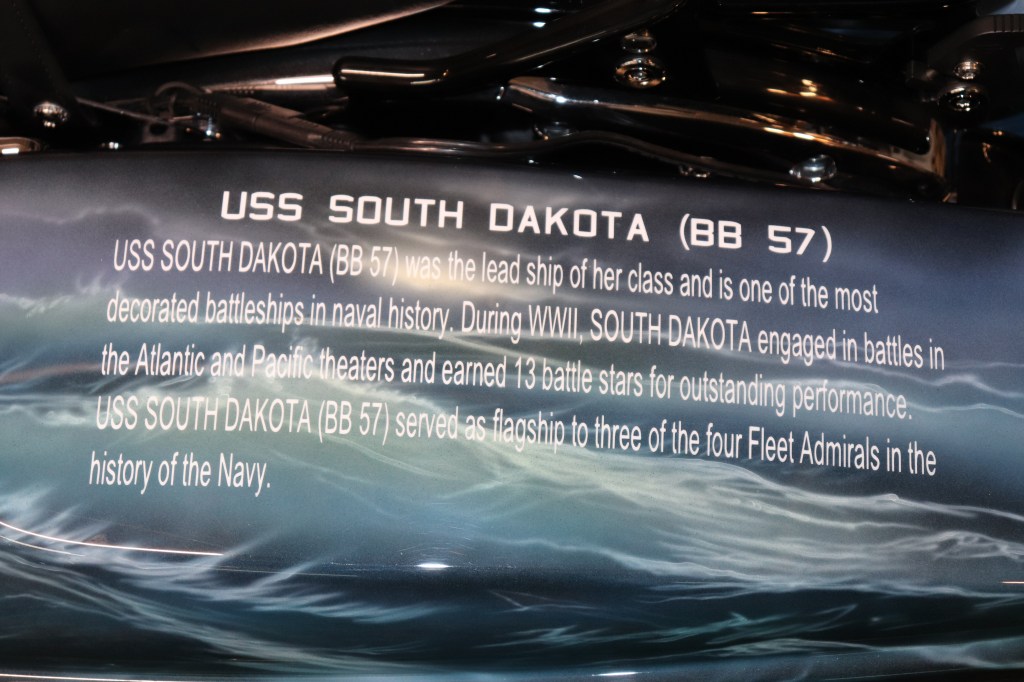 USS SOUTH DAKOTA (BB 57)
USS SOUTH DAKOTA (BB 57) was the lead ship of her class and is one of the most
decorated battleships in naval history. During WWII, SOUTH DAKOTA engaged in battles in
the Atlantic and Pacific theaters and earned 13 battle stars for outstanding performance.
USS SOUTH DAKOTA (BB 57) served as flagship to three of the four Fleet Admirals in the
history of the Navy.